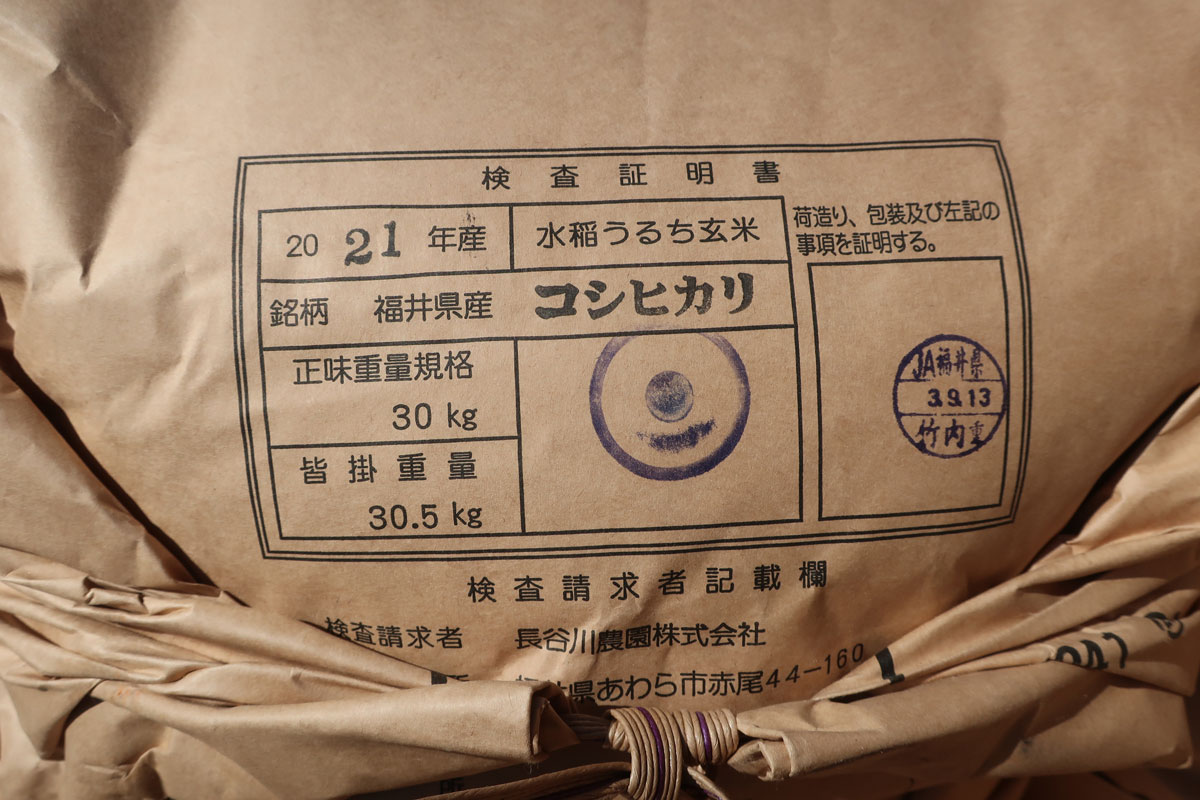 検査証明書
2021年産
水稲うるち玄米
銘柄 福井県産 コシヒカリ
正味重量規格
30 kg
皆掛重量
30.5 kg
荷造り、包装及び左記の
事項を証明する。
JA福井県
3.9.13
竹内重
検査請求者記載欄
検査請求者 長谷川農園株式会社
県あわら市赤尾44-160